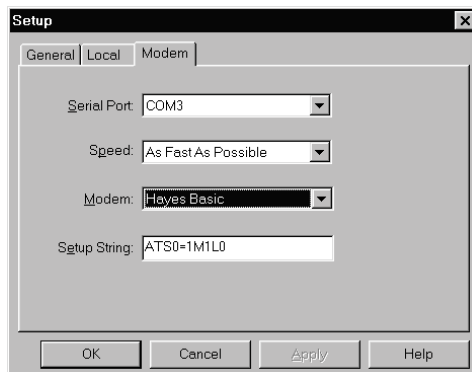 Setup
General Local Modem
Serial Port: COM3
Speed: As Fast As Possible
Modem: Hayes Basic
Setup String: ATS0=1M1L0
OK Cancel Apply Help